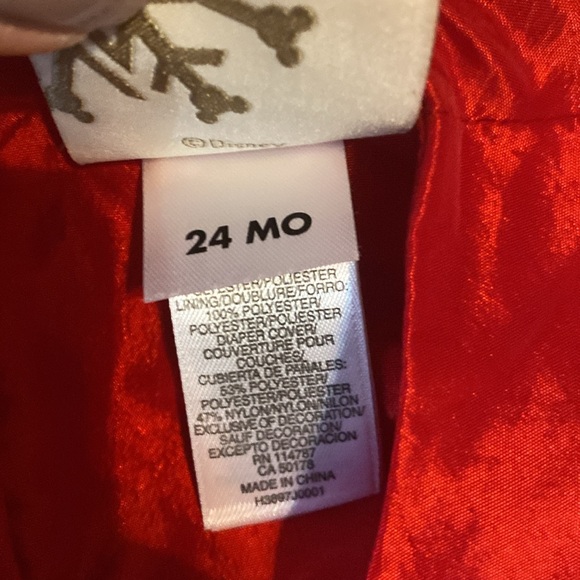 ©Disney
24 MO
POLYESTER/POLIESTER
LINING/DOUBLURE/FORRO:
100% POLYESTER/
POLYESTER/POLIESTER
DIAPER COVER/
COUVERTURE POUR
COUCHES/
CUBIERTA DE PAÑALES:
53% POLYESTER/
POLYESTER/POLIESTER
47% NYLON/NYLON/NILON
EXCLUSIVE OF DECORATION/
SAUF DECORATION/
EXCEPTO DECORACION
RN 114787
CA 50178
MADE IN CHINA
H3897J0001